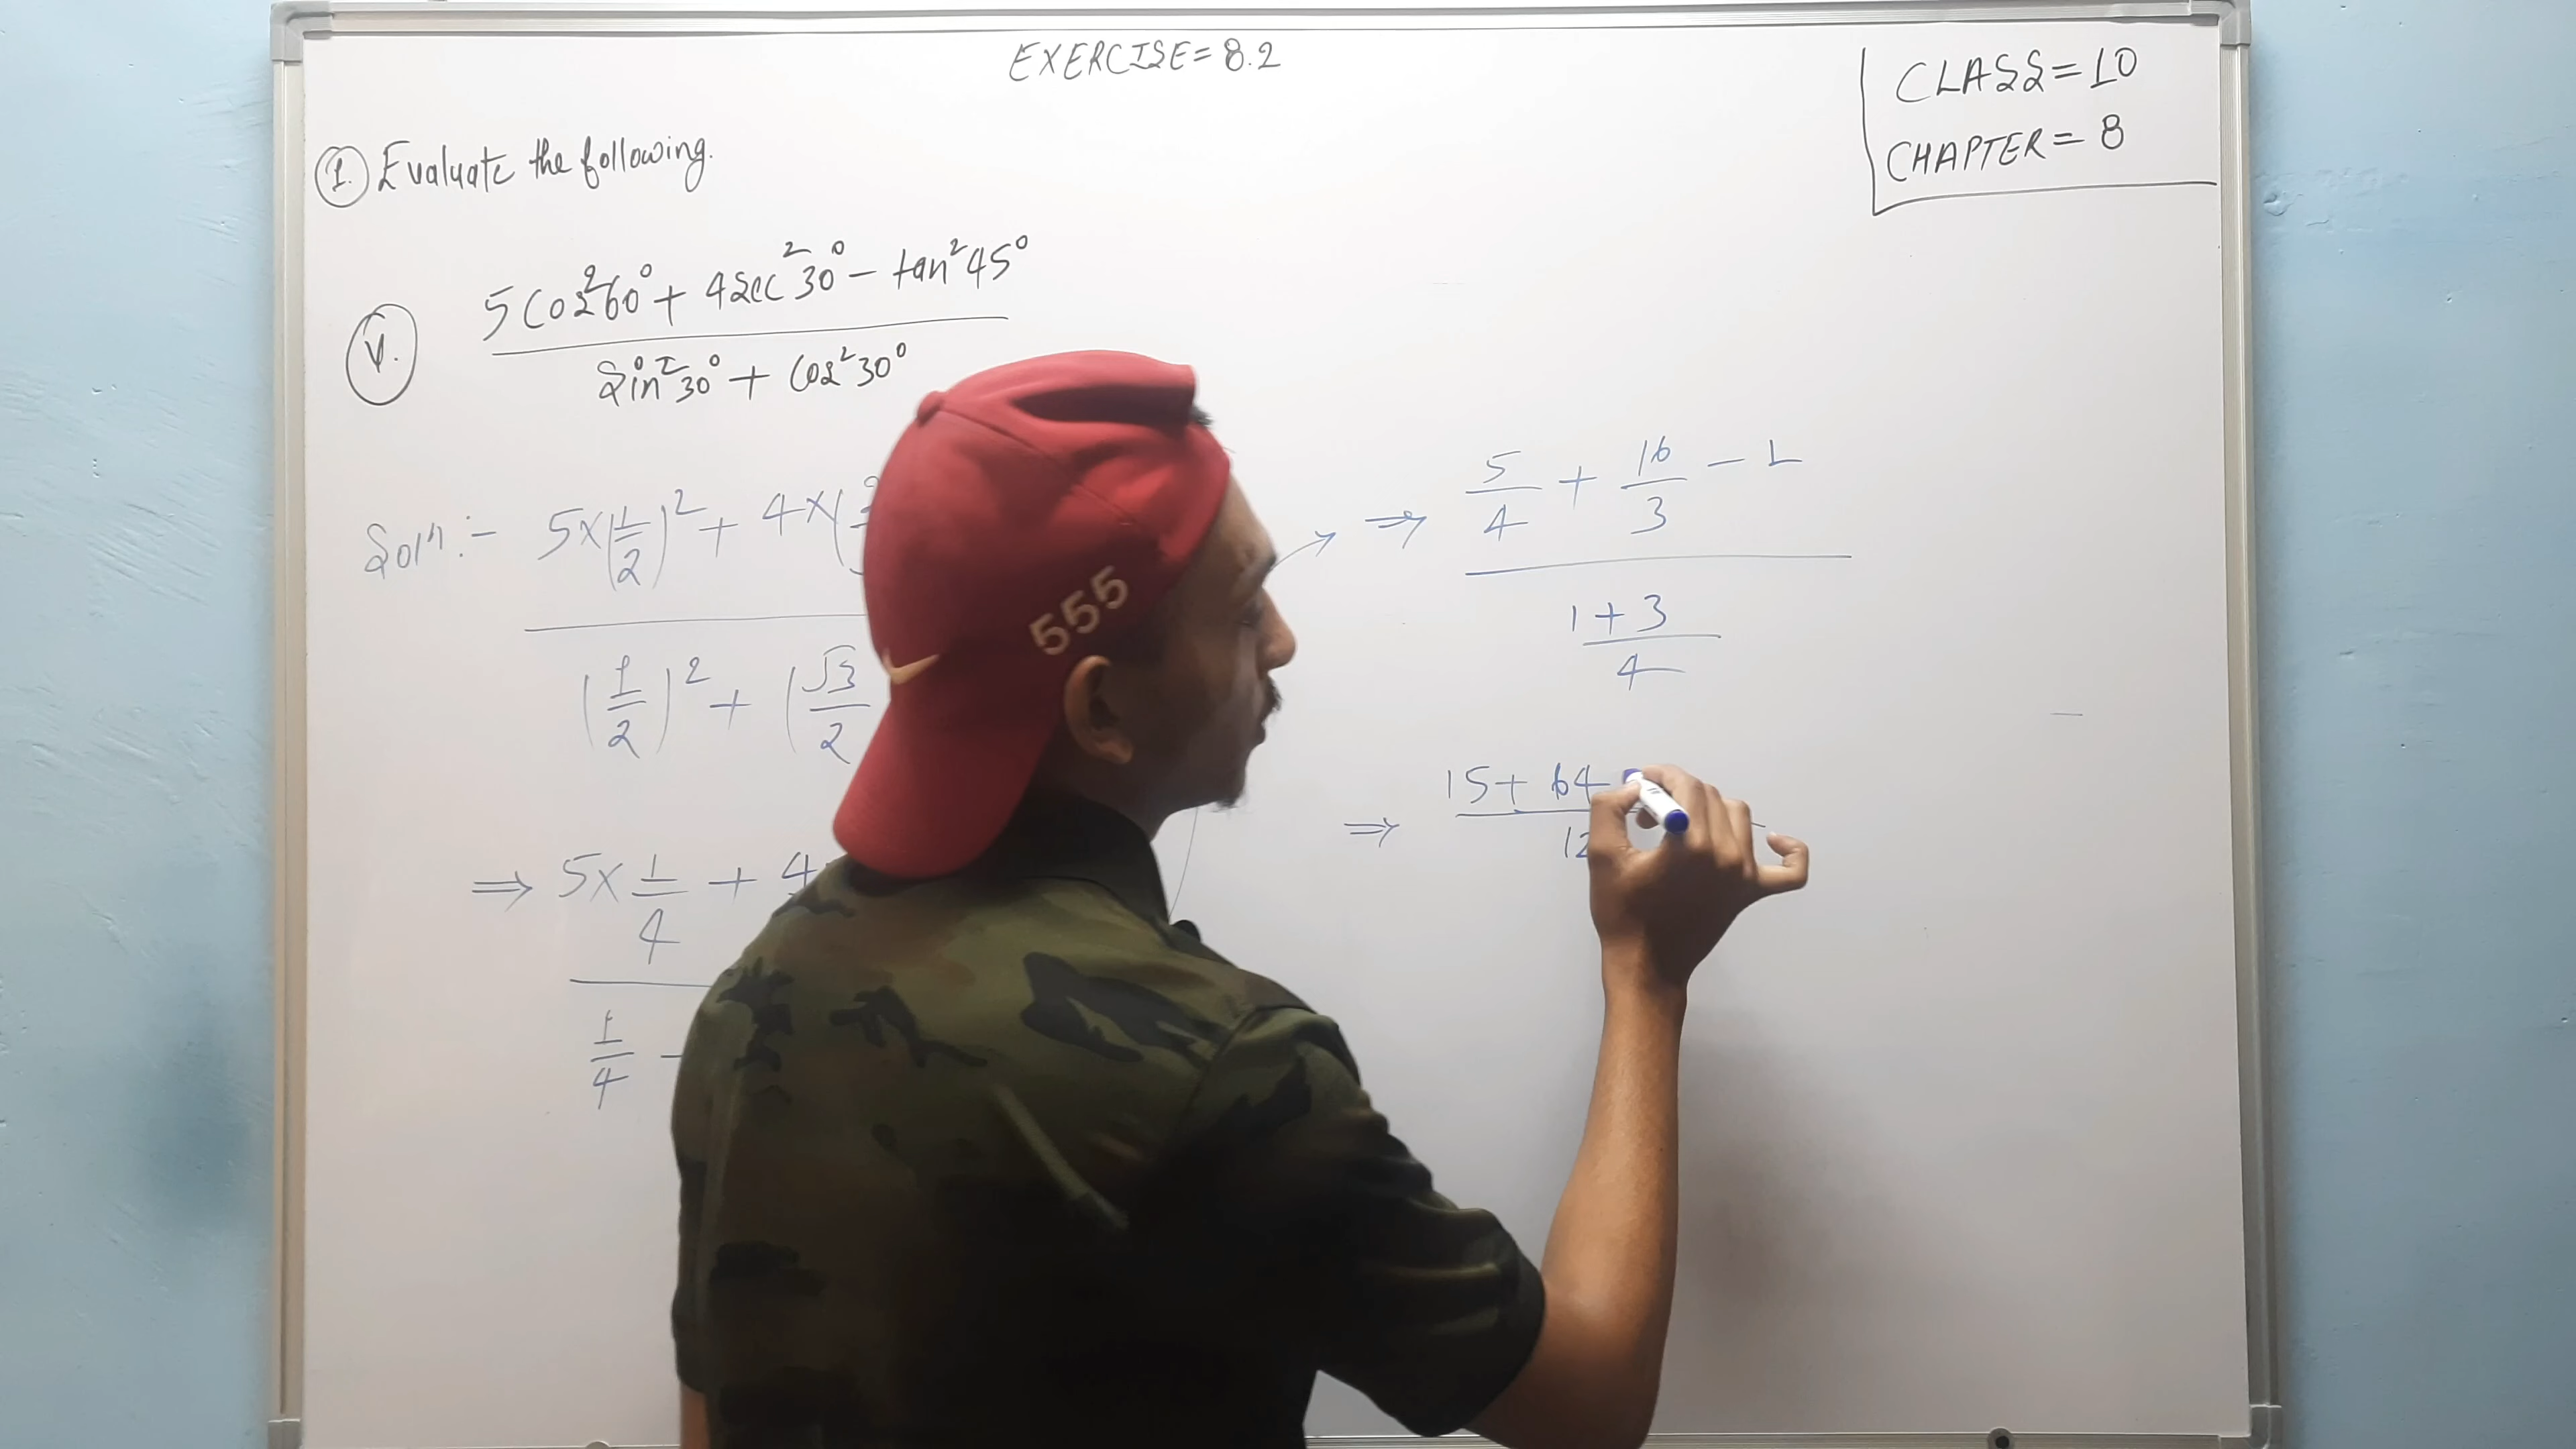 EXERCISE = 8.2
CLASS = 10
CHAPTER = 8
1. Evaluate the following.
V. 5 Cos²60° + 4 Sec²30° − tan²45°
Sin²30° + Cos²30°
Solⁿ :- 5×(1/2)² + 4×(
(1/2)² + (√3/2
⇒ 5× 1/4 + 4
1/4
⇒ 5/4 + 16/3 − 1
1 + 3
4
⇒ 15 + 64
12
555